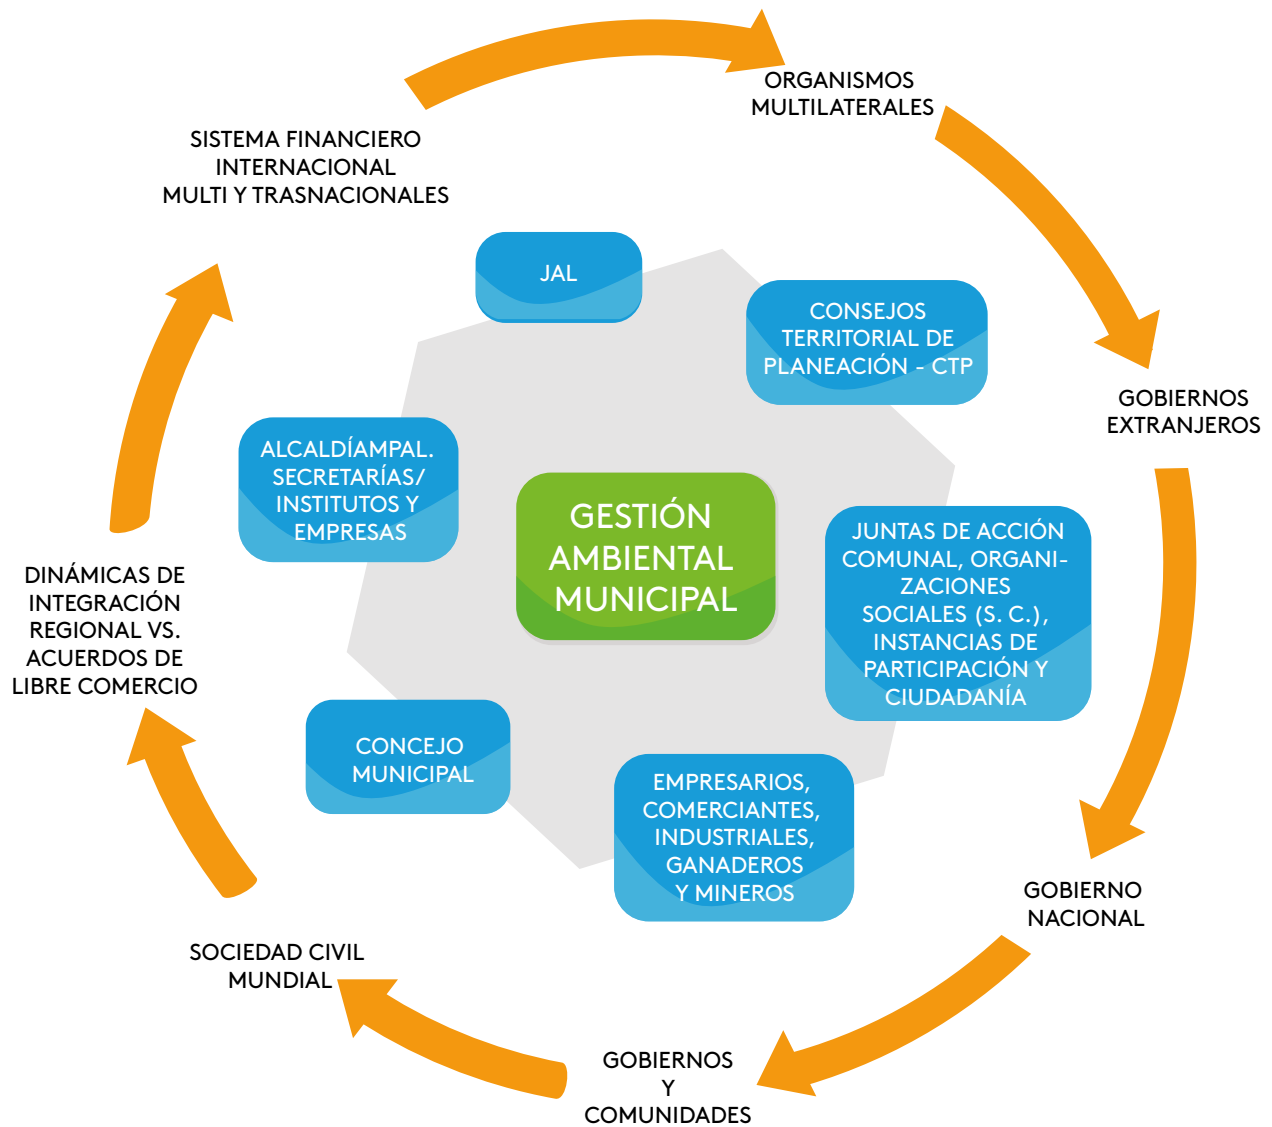 ORGANISMOS
MULTILATERALES
SISTEMA FINANCIERO
INTERNACIONAL
MULTI Y TRASNACIONALES
JAL
CONSEJOS
TERRITORIAL DE
PLANEACIÓN - CTP
GOBIERNOS
EXTRANJEROS
ALCALDÍAMPAL.
SECRETARÍAS/
INSTITUTOS Y
EMPRESAS
GESTIÓN
AMBIENTAL
MUNICIPAL
JUNTAS DE ACCIÓN
COMUNAL, ORGANI-
ZACIONES
SOCIALES (S. C.),
INSTANCIAS DE
PARTICIPACIÓN Y
CIUDADANÍA
DINÁMICAS DE
INTEGRACIÓN
REGIONAL VS.
ACUERDOS DE
LIBRE COMERCIO
CONCEJO
MUNICIPAL
EMPRESARIOS,
COMERCIANTES,
INDUSTRIALES,
GANADEROS
Y MINEROS
GOBIERNO
NACIONAL
SOCIEDAD CIVIL
MUNDIAL
GOBIERNOS
Y
COMUNIDADES